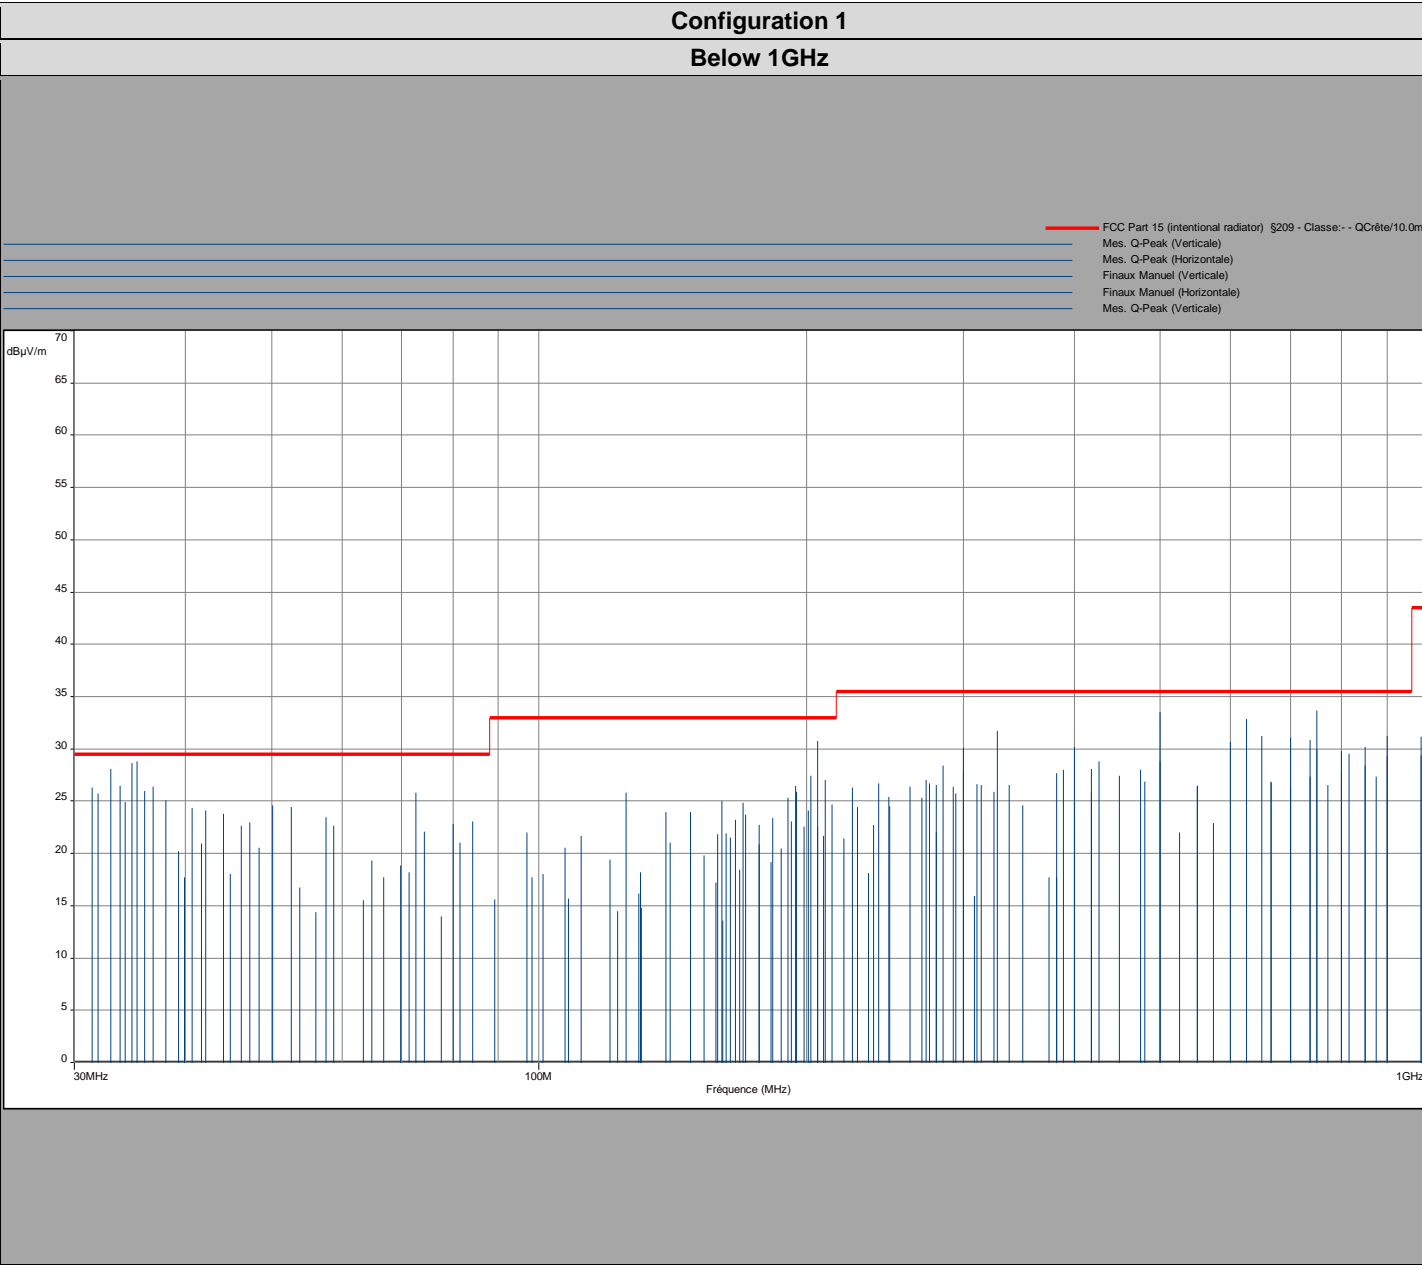 Configuration 1
Below 1GHz
FCC Part 15 (intentional radiator) §209 - Classe:- - QCrête/10.0m
Mes. Q-Peak (Verticale)
Mes. Q-Peak (Horizontale)
Finaux Manuel (Verticale)
Finaux Manuel (Horizontale)
Mes. Q-Peak (Verticale)
70
dBµV/m
65
60
55
50
45
40
35
30
25
20
15
10
5
0
30MHz 100M 1GHz
Fréquence (MHz)